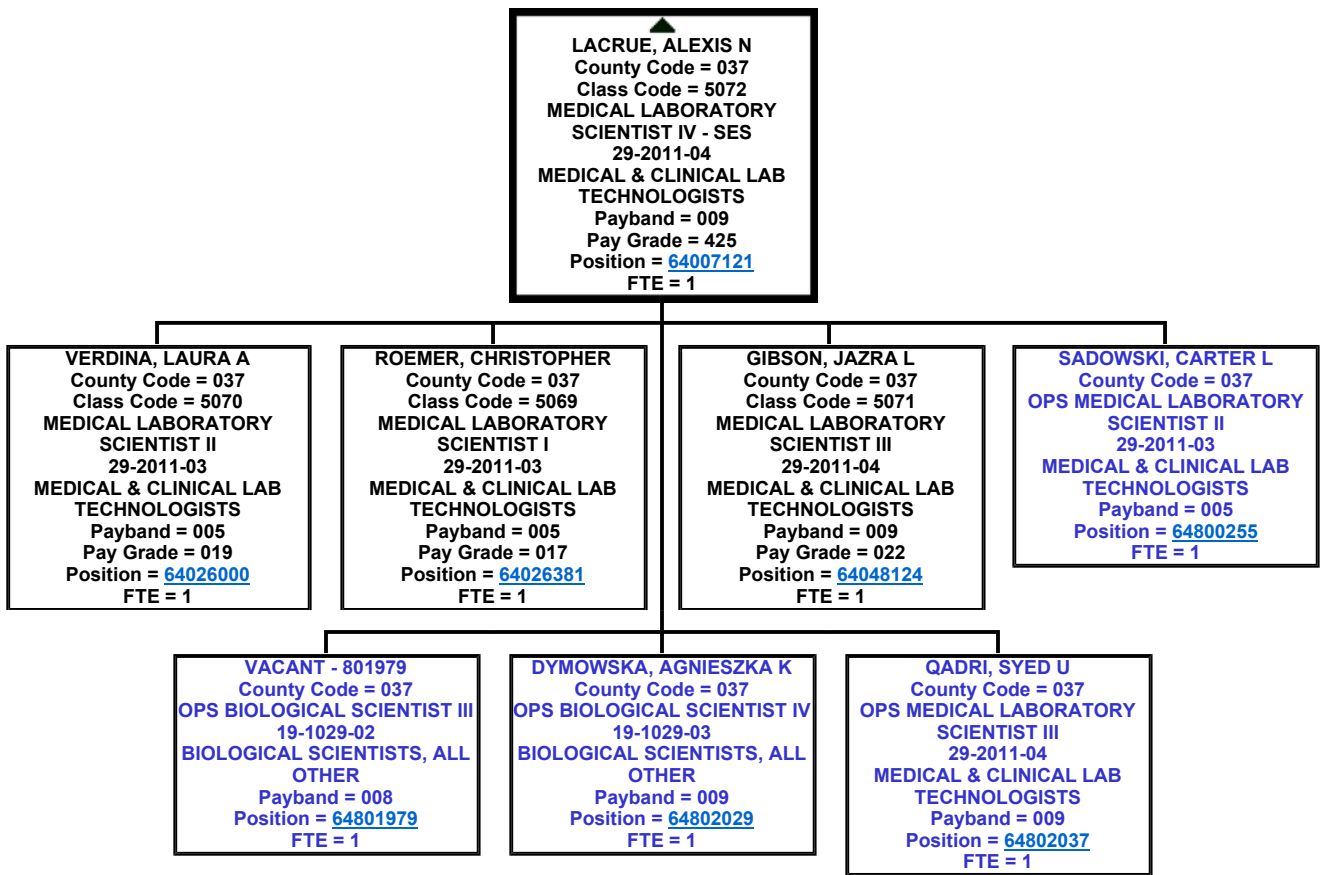 LACRUE, ALEXIS N
County Code = 037
Class Code = 5072
MEDICAL LABORATORY
SCIENTIST IV - SES
29-2011-04
MEDICAL & CLINICAL LAB
TECHNOLOGISTS
Payband = 009
Pay Grade = 425
Position = 64007121
FTE = 1
VERDINA, LAURA A
County Code = 037
Class Code = 5070
MEDICAL LABORATORY
SCIENTIST II
29-2011-03
MEDICAL & CLINICAL LAB
TECHNOLOGISTS
Payband = 005
Pay Grade = 019
Position = 64026000
FTE = 1
ROEMER, CHRISTOPHER
County Code = 037
Class Code = 5069
MEDICAL LABORATORY
SCIENTIST I
29-2011-03
MEDICAL & CLINICAL LAB
TECHNOLOGISTS
Payband = 005
Pay Grade = 017
Position = 64026381
FTE = 1
GIBSON, JAZRA L
County Code = 037
Class Code = 5071
MEDICAL LABORATORY
SCIENTIST III
29-2011-04
MEDICAL & CLINICAL LAB
TECHNOLOGISTS
Payband = 009
Pay Grade = 022
Position = 64048124
FTE = 1
SADOWSKI, CARTER L
County Code = 037
OPS MEDICAL LABORATORY
SCIENTIST II
29-2011-03
MEDICAL & CLINICAL LAB
TECHNOLOGISTS
Payband = 005
Position = 64800255
FTE = 1
VACANT - 801979
County Code = 037
OPS BIOLOGICAL SCIENTIST III
19-1029-02
BIOLOGICAL SCIENTISTS, ALL
OTHER
Payband = 008
Position = 64801979
FTE = 1
DYMOWSKA, AGNIESZKA K
County Code = 037
OPS BIOLOGICAL SCIENTIST IV
19-1029-03
BIOLOGICAL SCIENTISTS, ALL
OTHER
Payband = 009
Position = 64802029
FTE = 1
QADRI, SYED U
County Code = 037
OPS MEDICAL LABORATORY
SCIENTIST III
29-2011-04
MEDICAL & CLINICAL LAB
TECHNOLOGISTS
Payband = 009
Position = 64802037
FTE = 1